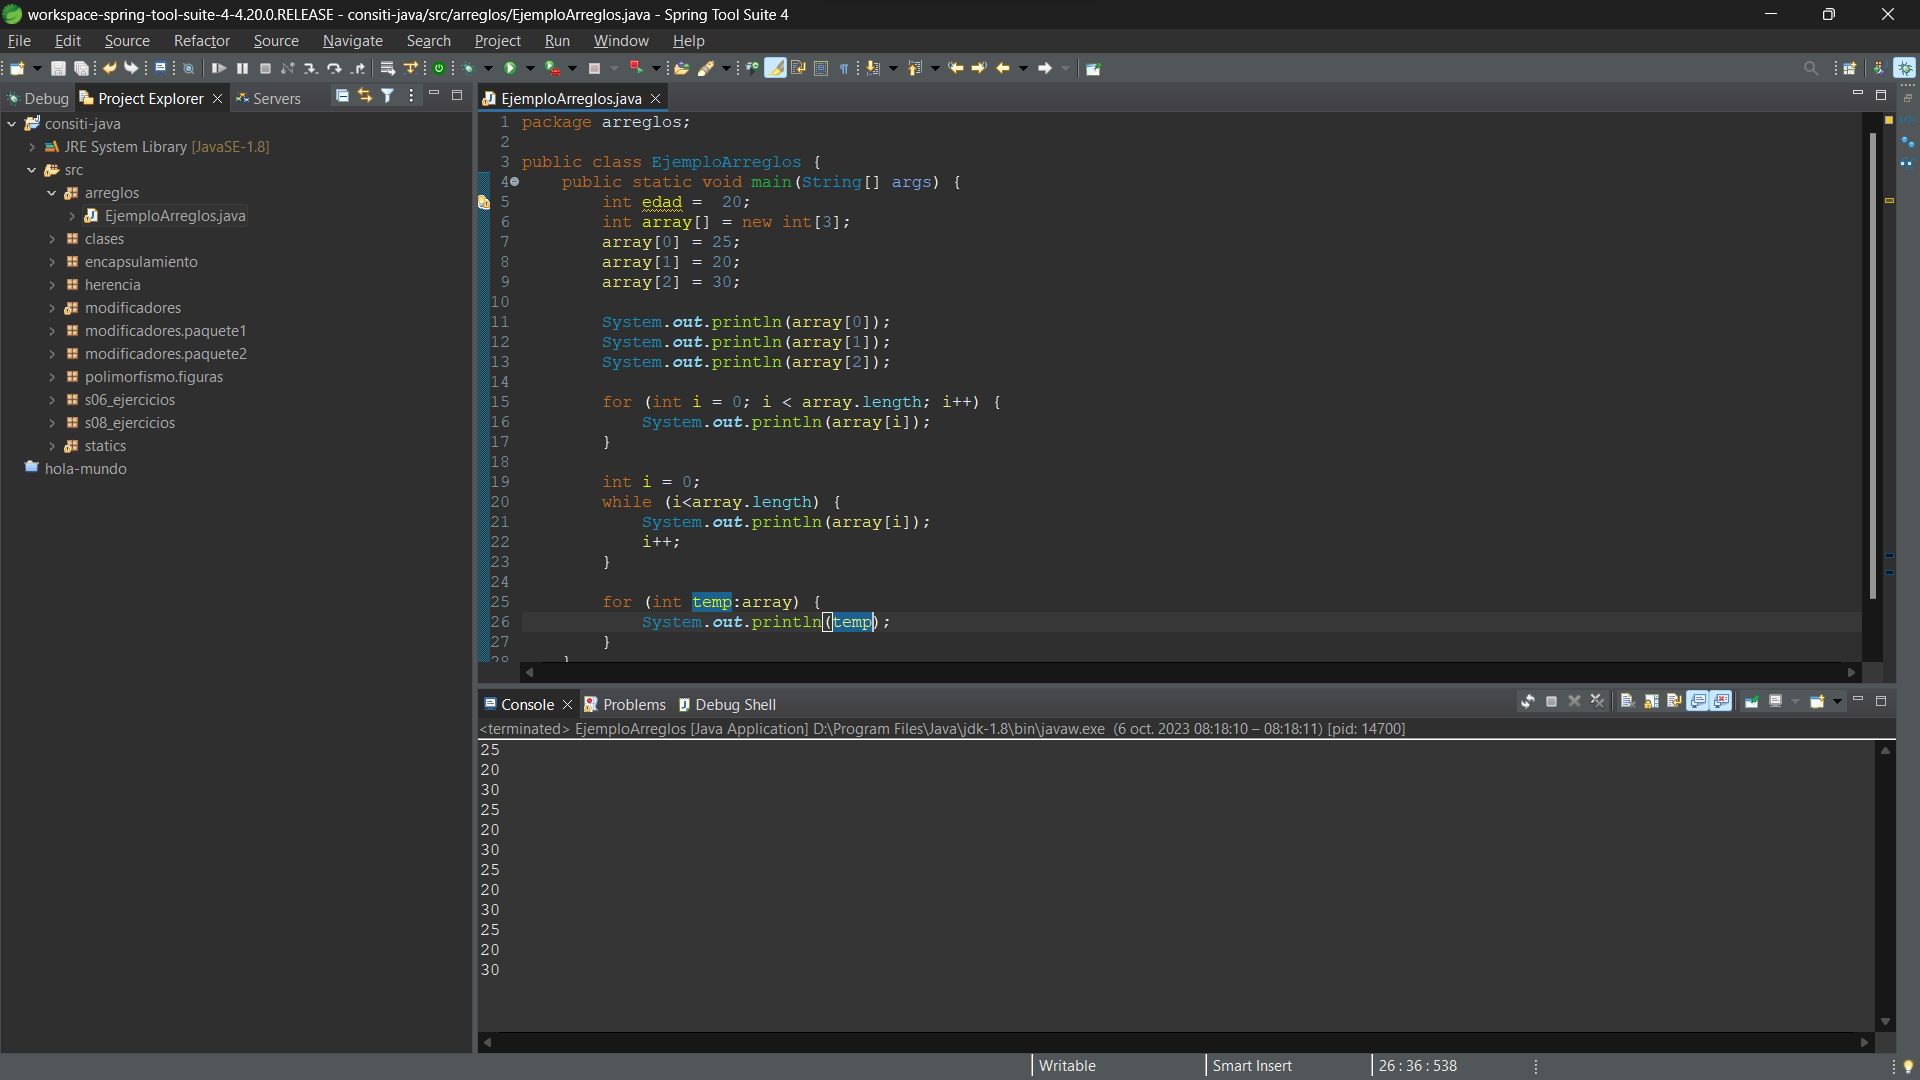 workspace-spring-tool-suite-4-4.20.0.RELEASE - consiti-java/src/arreglos/EjemploArreglos.java - Spring Tool Suite 4
File Edit Source Refactor Source Navigate Search Project Run Window Help
Debug Project Explorer Servers
consiti-java
JRE System Library [JavaSE-1.8]
src
arreglos
EjemploArreglos.java
clases
encapsulamiento
herencia
modificadores
modificadores.paquete1
modificadores.paquete2
polimorfismo.figuras
s06_ejercicios
s08_ejercicios
statics
hola-mundo
EjemploArreglos.java
1 package arreglos;
2
3 public class EjemploArreglos {
4 public static void main(String[] args) {
5 int edad =  20;
6 int array[] = new int[3];
7 array[0] = 25;
8 array[1] = 20;
9 array[2] = 30;
10
11 System.out.println(array[0]);
12 System.out.println(array[1]);
13 System.out.println(array[2]);
14
15 for (int i = 0; i < array.length; i++) {
16 System.out.println(array[i]);
17 }
18
19 int i = 0;
20 while (i<array.length) {
21 System.out.println(array[i]);
22 i++;
23 }
24
25 for (int temp:array) {
26 System.out.println(temp);
27 }
28 }
Console Problems Debug Shell
<terminated> EjemploArreglos [Java Application] D:\Program Files\Java\jdk-1.8\bin\javaw.exe (6 oct. 2023 08:18:10 – 08:18:11) [pid: 14700]
25
20
30
25
20
30
25
20
30
25
20
30
Writable Smart Insert 26 : 36 : 538